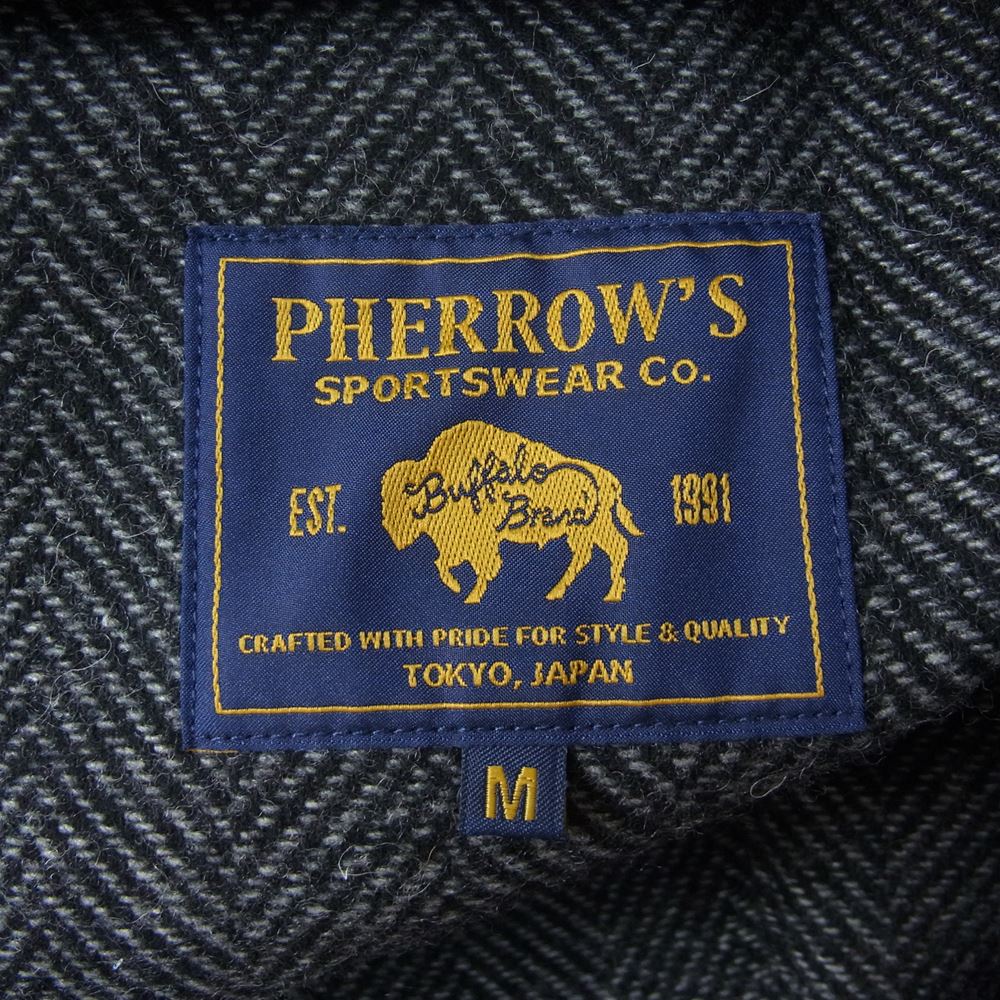 PHERROW'S
SPORTSWEAR CO.
Buffalo
Brand
EST. 1991
CRAFTED WITH PRIDE FOR STYLE & QUALITY
TOKYO, JAPAN
M